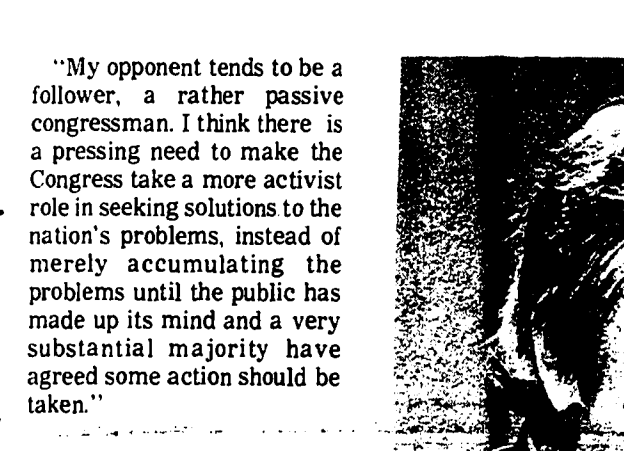 “My opponent tends to be a
follower, a rather passive
congressman. I think there is
a pressing need to make the
Congress take a more activist
role in seeking solutions to the
nation's problems, instead of
merely accumulating the
problems until the public has
made up its mind and a very
substantial majority have
agreed some action should be
taken.”